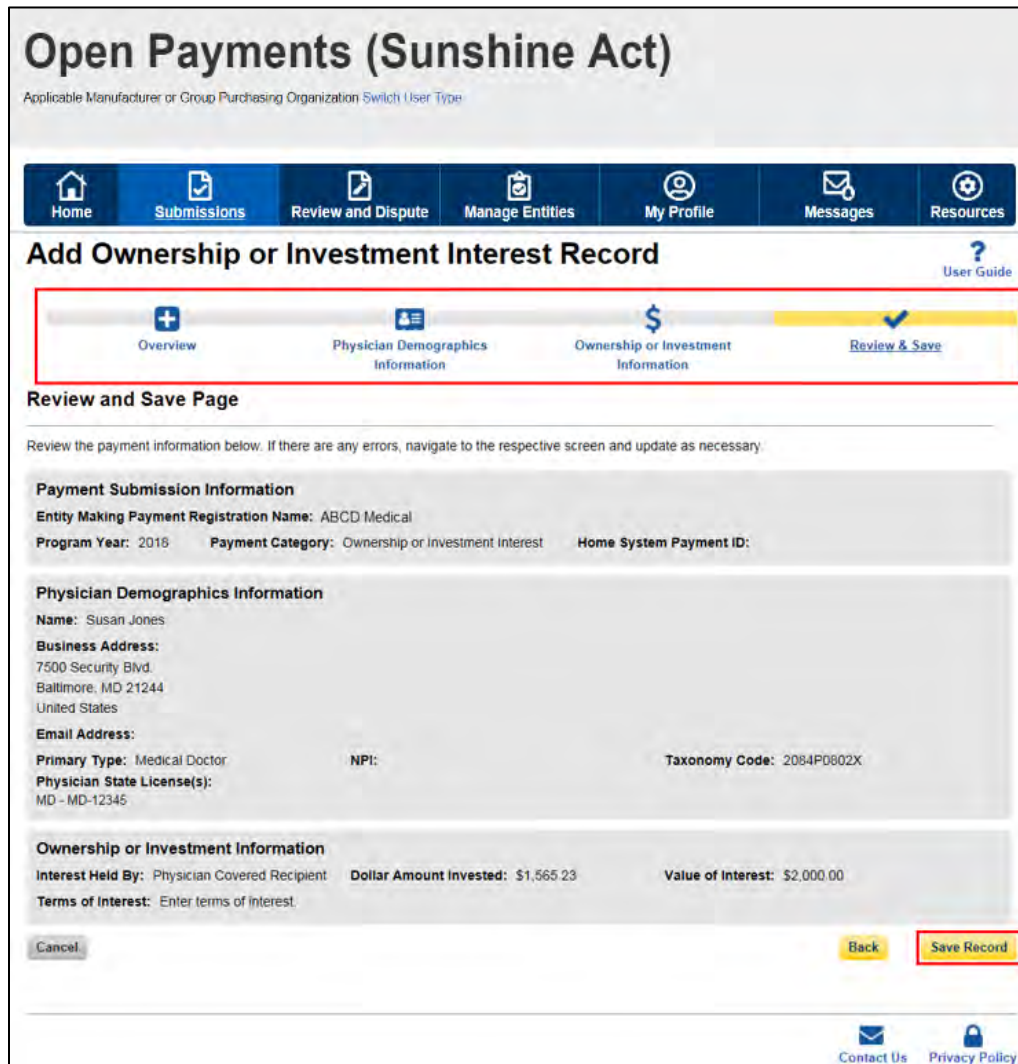 Open Payments (Sunshine Act)
Applicable Manufacturer or Group Purchasing Organization Switch User Type
Home Submissions Review and Dispute Manage Entities My Profile Messages Resources
Add Ownership or Investment Interest Record
?
User Guide
Overview Physician Demographics Information $ Ownership or Investment Information Review & Save
Review and Save Page
Review the payment information below. If there are any errors, navigate to the respective screen and update as necessary.
Payment Submission Information
Entity Making Payment Registration Name: ABCD Medical
Program Year: 2018 Payment Category: Ownership or Investment Interest Home System Payment ID:
Physician Demographics Information
Name: Susan Jones
Business Address:
7500 Security Blvd.
Baltimore, MD 21244
United States
Email Address:
Primary Type: Medical Doctor NPI: Taxonomy Code: 2084P0802X
Physician State License(s):
MD - MD-12345
Ownership or Investment Information
Interest Held By: Physician Covered Recipient Dollar Amount Invested: $1,565.23 Value of Interest: $2,000.00
Terms of Interest: Enter terms of interest.
Cancel Back Save Record
Contact Us Privacy Policy